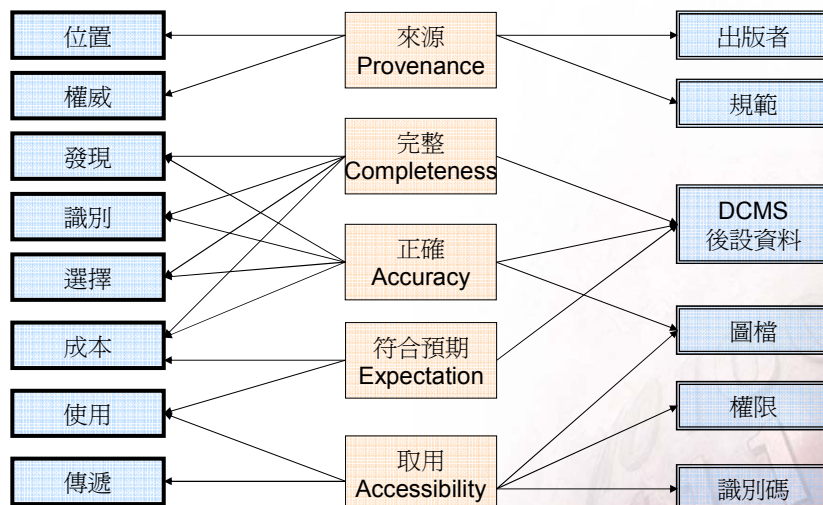 位置
權威
發現
識別
選擇
成本
使用
傳遞
來源
Provenance
完整
Completeness
正確
Accuracy
符合預期
Expectation
取用
Accessibility
出版者
規範
DCMS
後設資料
圖檔
權限
識別碼